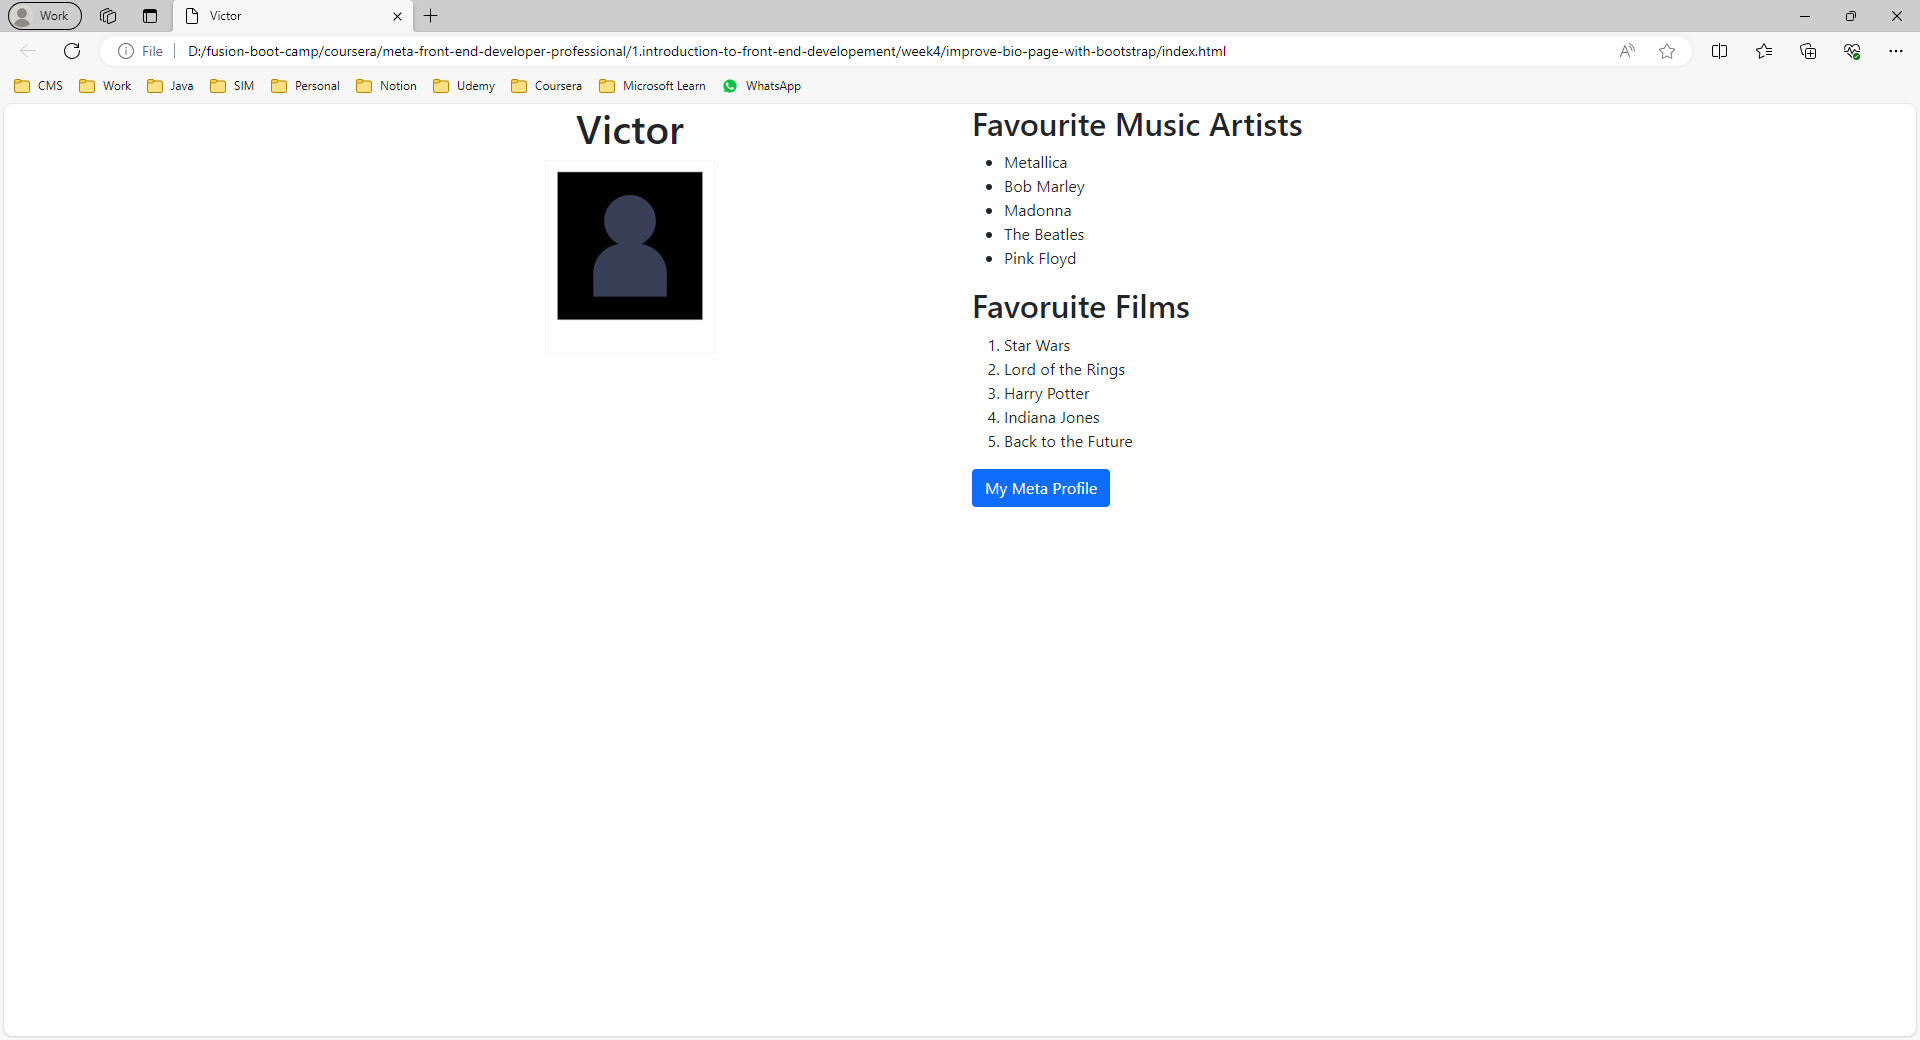 Work
Victor
File
D:/fusion-boot-camp/coursera/meta-front-end-developer-professional/1.introduction-to-front-end-developement/week4/improve-bio-page-with-bootstrap/index.html
CMS Work Java SIM Personal Notion Udemy Coursera Microsoft Learn WhatsApp
Victor
Favourite Music Artists
Metallica
Bob Marley
Madonna
The Beatles
Pink Floyd
Favoruite Films
1. Star Wars
2. Lord of the Rings
3. Harry Potter
4. Indiana Jones
5. Back to the Future
My Meta Profile